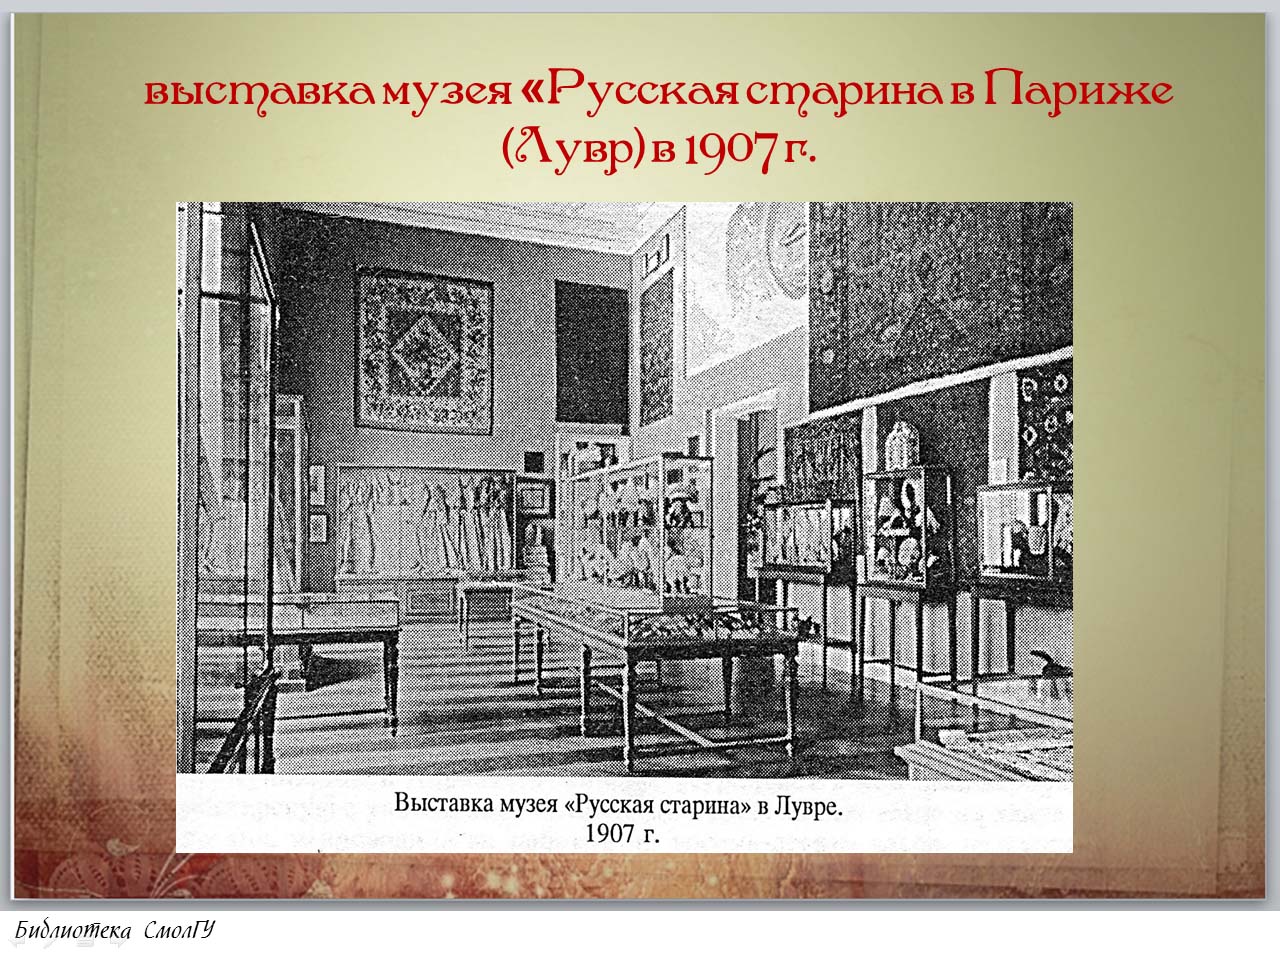 выставка музея «Русская старина в Париже
(Лувр) в 1907 г.
Выставка музея «Русская старина» в Лувре.
1907 г.
Библиотека СмолГУ